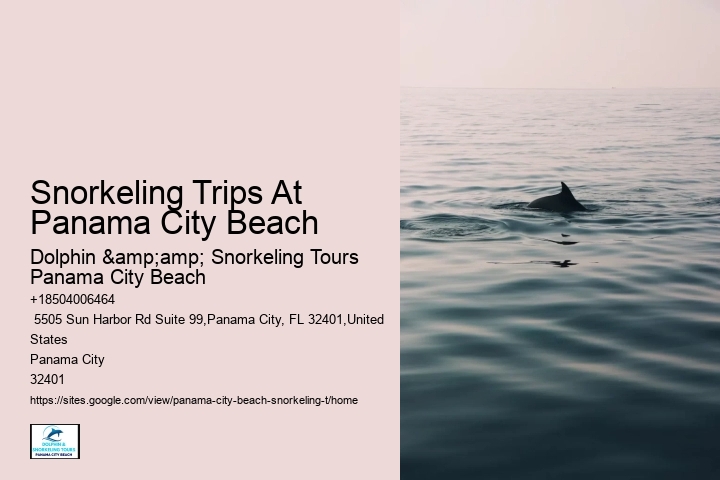 Snorkeling Trips At
Panama City Beach
Dolphin &amp;amp; Snorkeling Tours
Panama City Beach
+18504006464
5505 Sun Harbor Rd Suite 99,Panama City, FL 32401,United
States
Panama City
32401
https://sites.google.com/view/panama-city-beach-snorkeling-t/home
DOLPHIN &
SNORKELING TOURS
PANAMA CITY BEACH